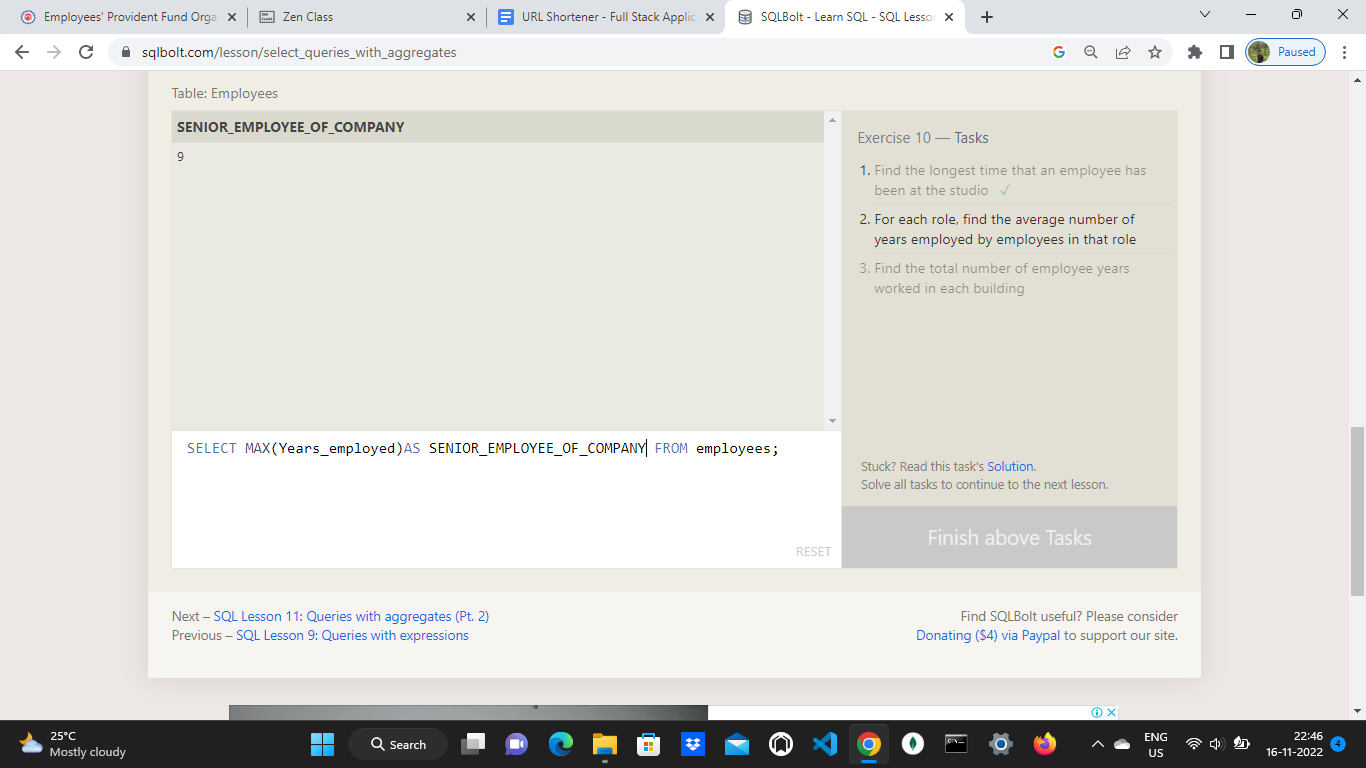 Employees' Provident Fund Orga
Zen Class
URL Shortener - Full Stack Applic
SQLBolt - Learn SQL - SQL Lesso
sqlbolt.com/lesson/select_queries_with_aggregates
Paused
Table: Employees
SENIOR_EMPLOYEE_OF_COMPANY
9
Exercise 10 — Tasks
1. Find the longest time that an employee has
been at the studio ✓
2. For each role, find the average number of
years employed by employees in that role
3. Find the total number of employee years
worked in each building
SELECT MAX(Years_employed)AS SENIOR_EMPLOYEE_OF_COMPANY FROM employees;
RESET
Stuck? Read this task's Solution.
Solve all tasks to continue to the next lesson.
Finish above Tasks
Next – SQL Lesson 11: Queries with aggregates (Pt. 2)
Previous – SQL Lesson 9: Queries with expressions
Find SQLBolt useful? Please consider
Donating ($4) via Paypal to support our site.
25°C
Mostly cloudy
Search
ENG
US
22:46
16-11-2022
4